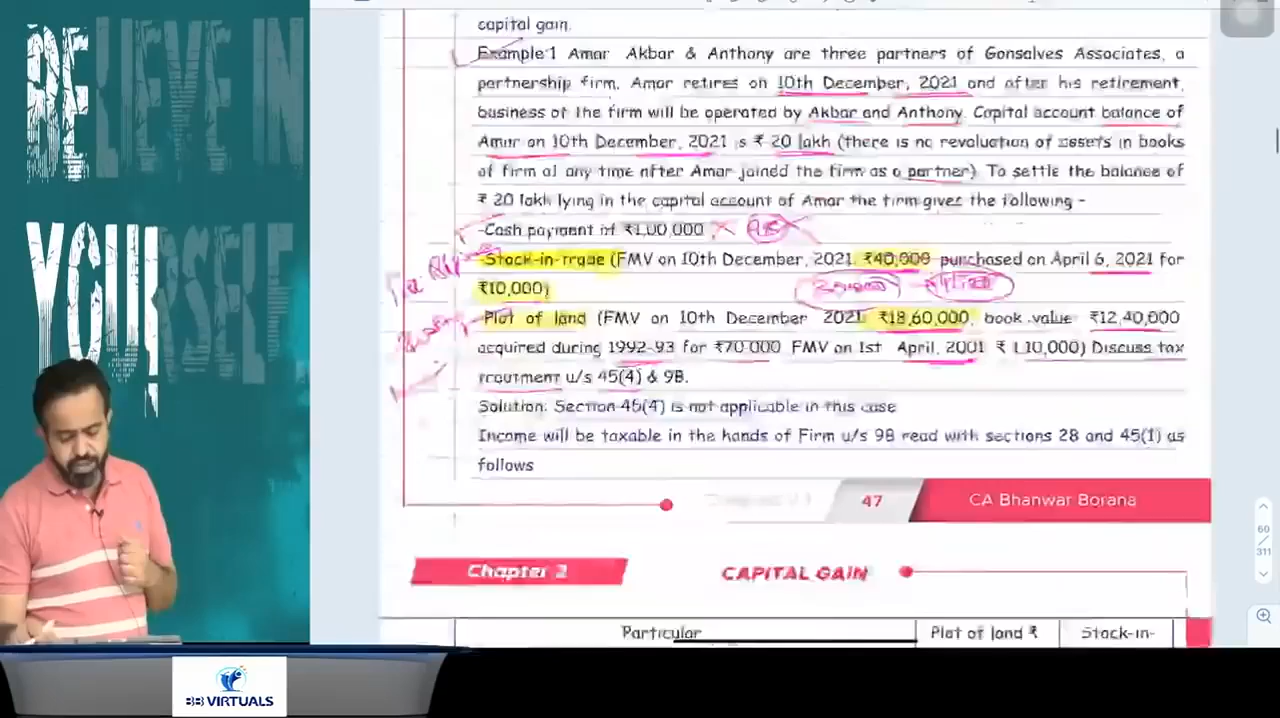 BELIEVE IN
YOURSELF
capital gain.
Example 1 Amar Akbar & Anthony are three partners of Gonsalves Associates, a
partnership firm. Amar retires on 10th December, 2021 and after his retirement,
business of the firm will be operated by Akbar and Anthony. Capital account balance of
Amar on 10th December, 2021 is ₹ 20 lakh (there is no revaluation of assets in books
of firm at any time after Amar joined the firm as a partner). To settle the balance of
₹ 20 lakh lying in the capital account of Amar the firm gives the following -
-Cash payment of ₹1,00,000
-Stock-in-trade (FMV on 10th December, 2021, ₹40,000 purchased on April 6, 2021 for
₹10,000)
-Plot of land (FMV on 10th December 2021 ₹18,60,000 book value ₹12,40,000
acquired during 1992-93 for ₹70,000 FMV on 1st April, 2001 ₹ 1,10,000) Discuss tax
treatment u/s 45(4) & 9B.
Solution: Section 45(4) is not applicable in this case
Income will be taxable in the hands of Firm u/s 9B read with sections 28 and 45(1) as
follows
47
CA Bhanwar Borana
60
/
311
Chapter 2
CAPITAL GAIN
Particular
Plot of land ₹
Stock-in-
BB VIRTUALS